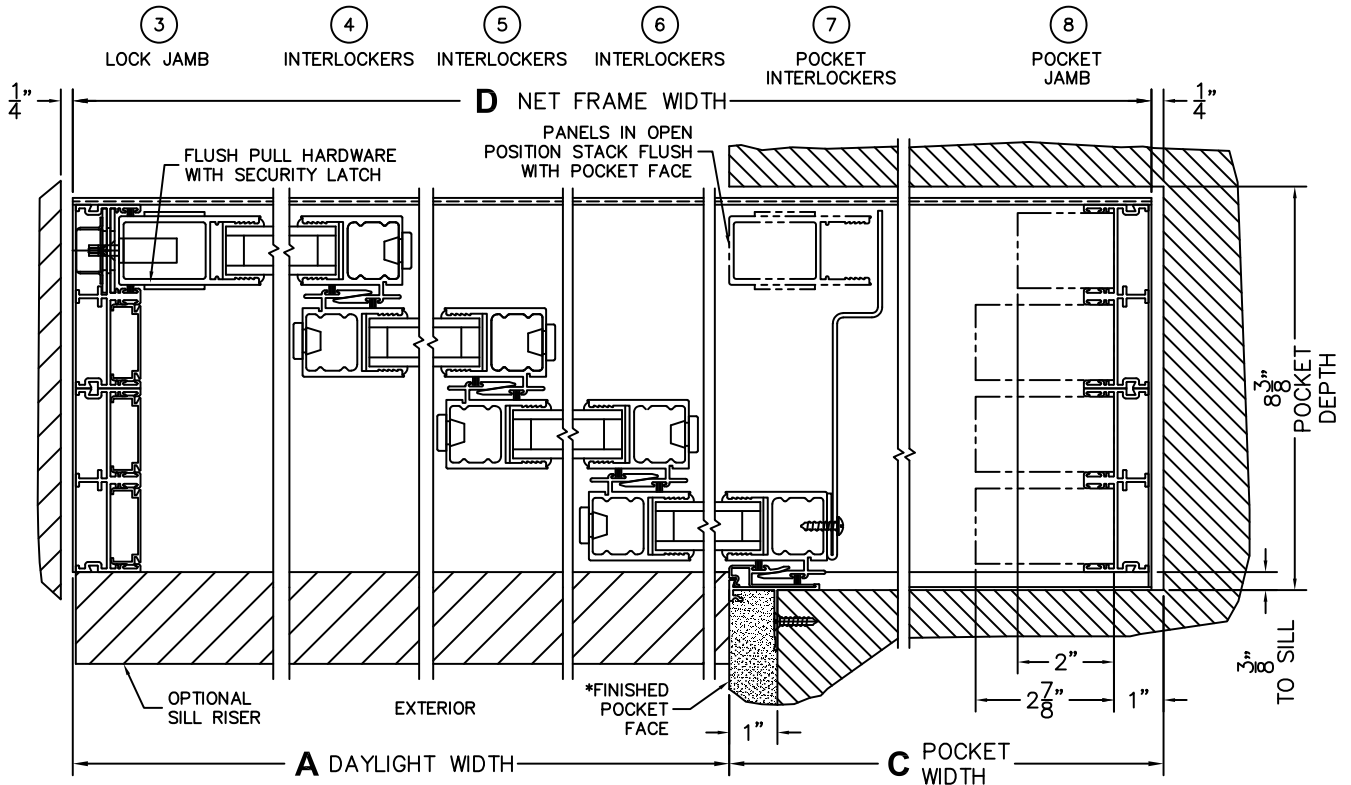 3
LOCK JAMB
4
INTERLOCKERS
5
INTERLOCKERS
6
INTERLOCKERS
7
POCKET
INTERLOCKERS
8
POCKET
JAMB
1/4"
D NET FRAME WIDTH
1/4"
FLUSH PULL HARDWARE
WITH SECURITY LATCH
PANELS IN OPEN
POSITION STACK FLUSH
WITH POCKET FACE
8 3/8"
POCKET
DEPTH
3/8"
TO SILL
2"
2 7/8"
1"
OPTIONAL
SILL RISER
EXTERIOR
*FINISHED
POCKET
FACE
1"
A DAYLIGHT WIDTH
C POCKET
WIDTH